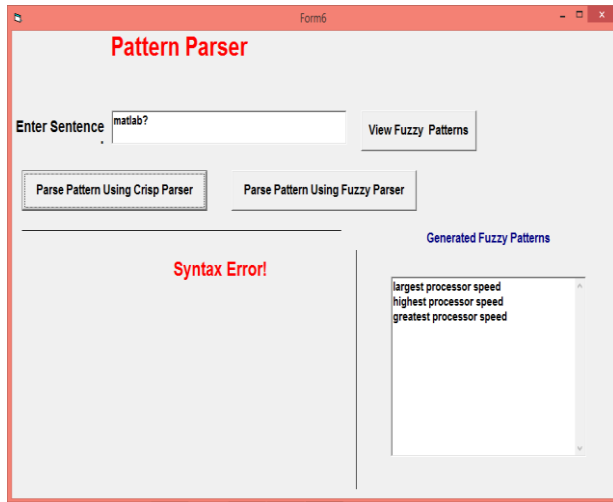 Form6
Pattern Parser
Enter Sentence
matlab?
View Fuzzy Patterns
Parse Pattern Using Crisp Parser
Parse Pattern Using Fuzzy Parser
Syntax Error!
Generated Fuzzy Patterns
largest processor speed
highest processor speed
greatest processor speed